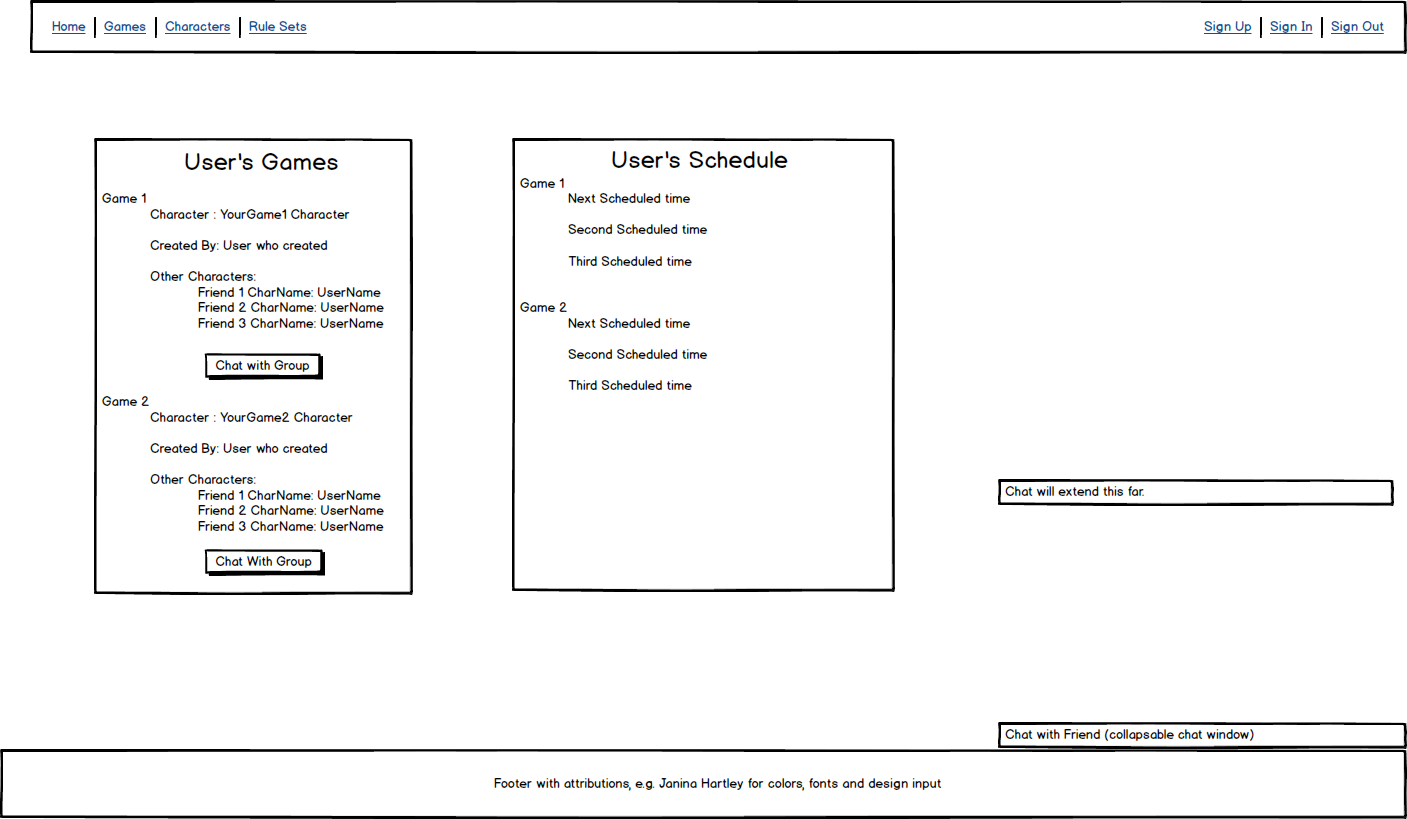 Home Games Characters Rule Sets Sign Up Sign In Sign Out
User's Games
Game 1
Character : YourGame1 Character
Created By: User who created
Other Characters:
Friend 1 CharName: UserName
Friend 2 CharName: UserName
Friend 3 CharName: UserName
Chat with Group
Game 2
Character : YourGame2 Character
Created By: User who created
Other Characters:
Friend 1 CharName: UserName
Friend 2 CharName: UserName
Friend 3 CharName: UserName
Chat With Group
User's Schedule
Game 1
Next Scheduled time
Second Scheduled time
Third Scheduled time
Game 2
Next Scheduled time
Second Scheduled time
Third Scheduled time
Chat will extend this far.
Chat with Friend (collapsable chat window)
Footer with attributions, e.g. Janina Hartley for colors, fonts and design input